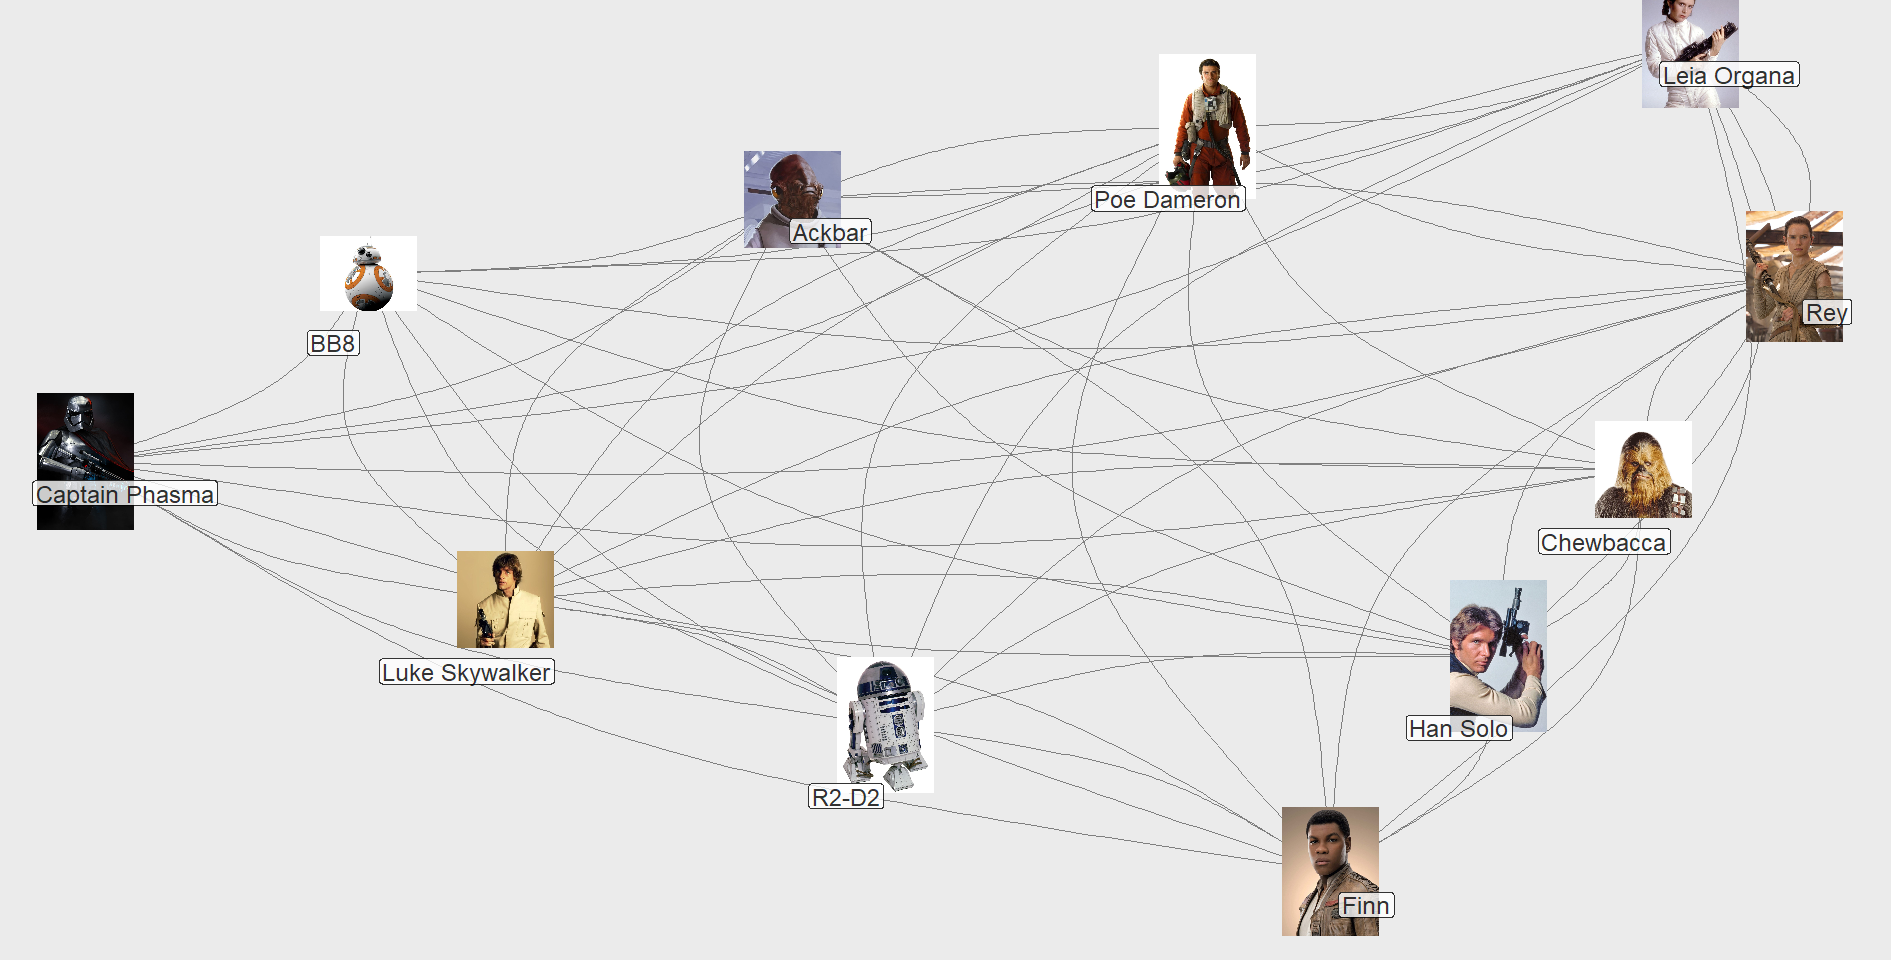 Leia Organa
Poe Dameron
Ackbar
Rey
BB8
Captain Phasma
Chewbacca
Luke Skywalker
Han Solo
R2-D2
Finn